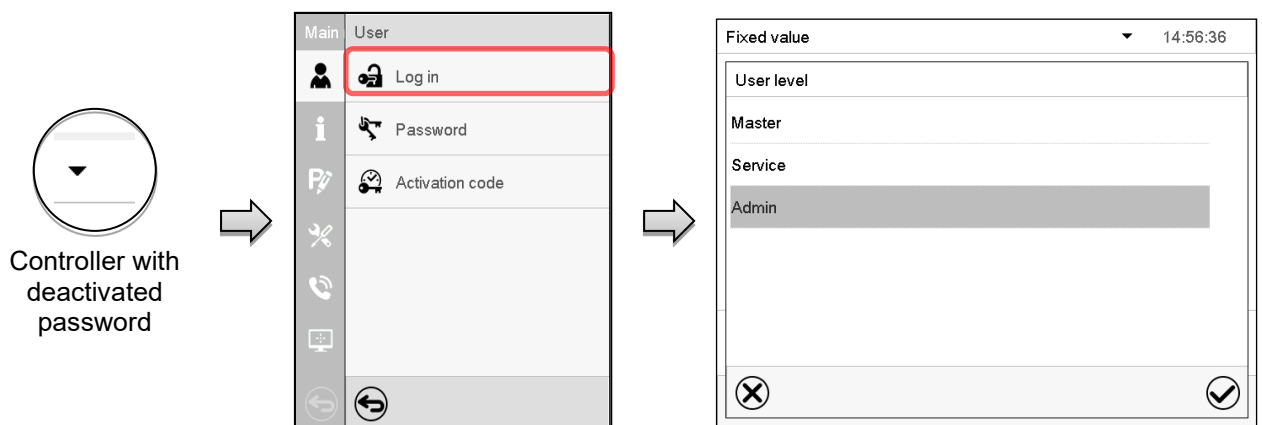 Controller with
deactivated
password
Main
User
Log in
Password
Activation code
Fixed value
14:56:36
User level
Master
Service
Admin